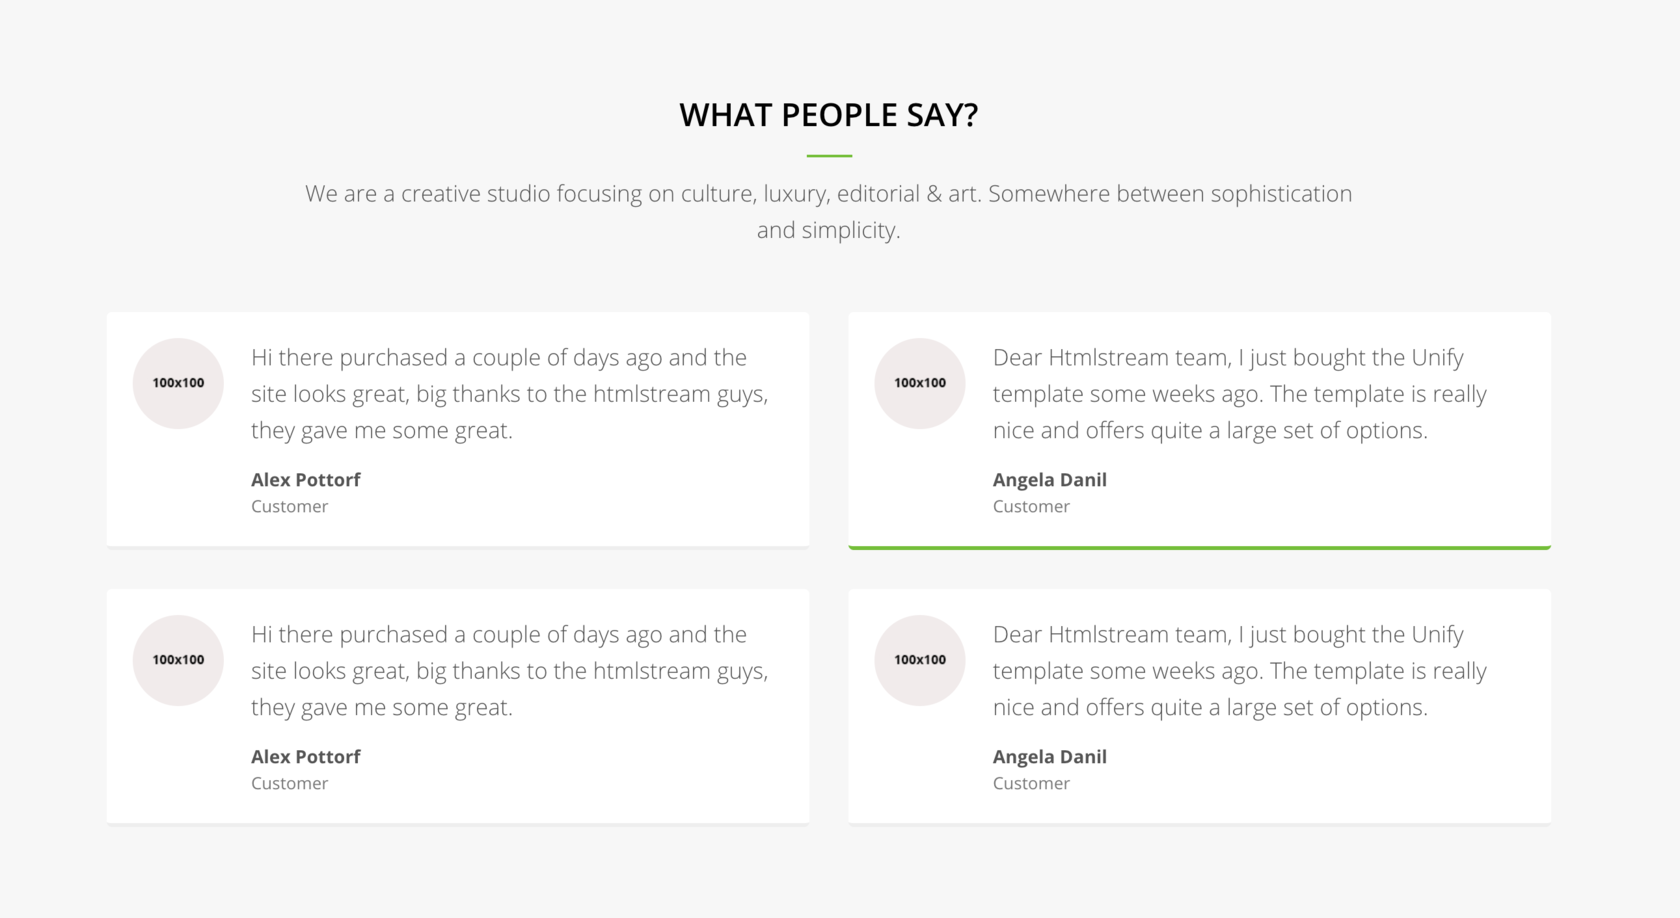 WHAT PEOPLE SAY?
We are a creative studio focusing on culture, luxury, editorial & art. Somewhere between sophistication
and simplicity.
100x100
Hi there purchased a couple of days ago and the
site looks great, big thanks to the htmlstream guys,
they gave me some great.
Alex Pottorf
Customer
100x100
Dear Htmlstream team, I just bought the Unify
template some weeks ago. The template is really
nice and offers quite a large set of options.
Angela Danil
Customer
100x100
Hi there purchased a couple of days ago and the
site looks great, big thanks to the htmlstream guys,
they gave me some great.
Alex Pottorf
Customer
100x100
Dear Htmlstream team, I just bought the Unify
template some weeks ago. The template is really
nice and offers quite a large set of options.
Angela Danil
Customer